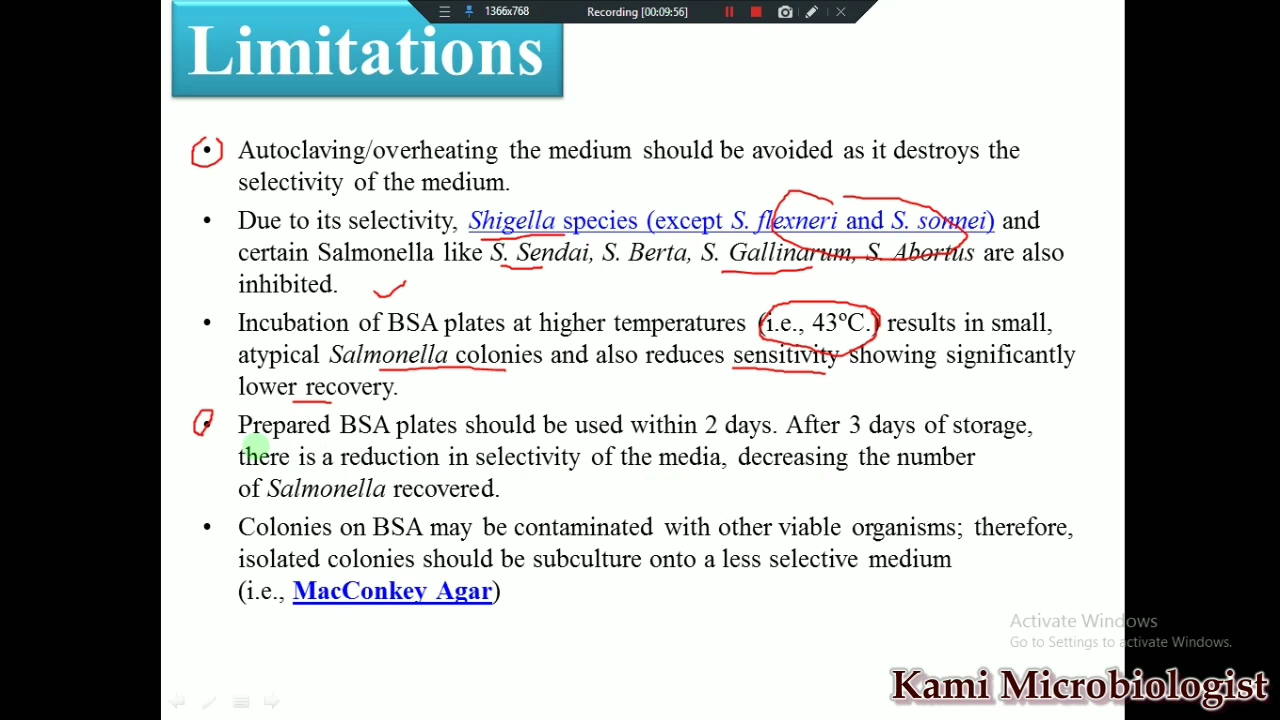 1366x768 Recording [00:09:56]
Limitations
• Autoclaving/overheating the medium should be avoided as it destroys the
selectivity of the medium.
• Due to its selectivity, Shigella species (except S. flexneri and S. sonnei) and
certain Salmonella like S. Sendai, S. Berta, S. Gallinarum, S. Abortus are also
inhibited.
• Incubation of BSA plates at higher temperatures (i.e., 43ºC.) results in small,
atypical Salmonella colonies and also reduces sensitivity showing significantly
lower recovery.
• Prepared BSA plates should be used within 2 days. After 3 days of storage,
there is a reduction in selectivity of the media, decreasing the number
of Salmonella recovered.
• Colonies on BSA may be contaminated with other viable organisms; therefore,
isolated colonies should be subculture onto a less selective medium
(i.e., MacConkey Agar)
Activate Windows
Go to Settings to activate Windows.
Kami Microbiologist